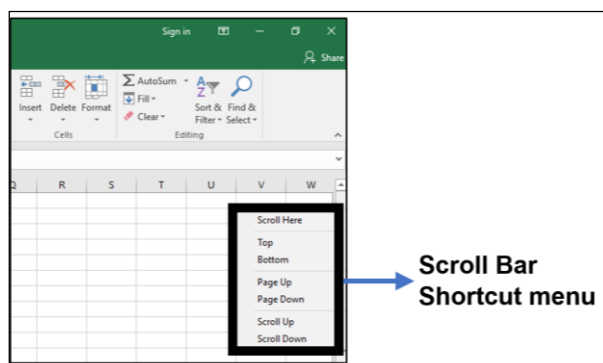 Sign in
Share
AutoSum
Fill
Clear
Insert Delete Format
Sort & Find &
Filter Select
Cells
Editing
Q R S T U V W
Scroll Here
Top
Bottom
Page Up
Page Down
Scroll Up
Scroll Down
Scroll Bar
Shortcut menu